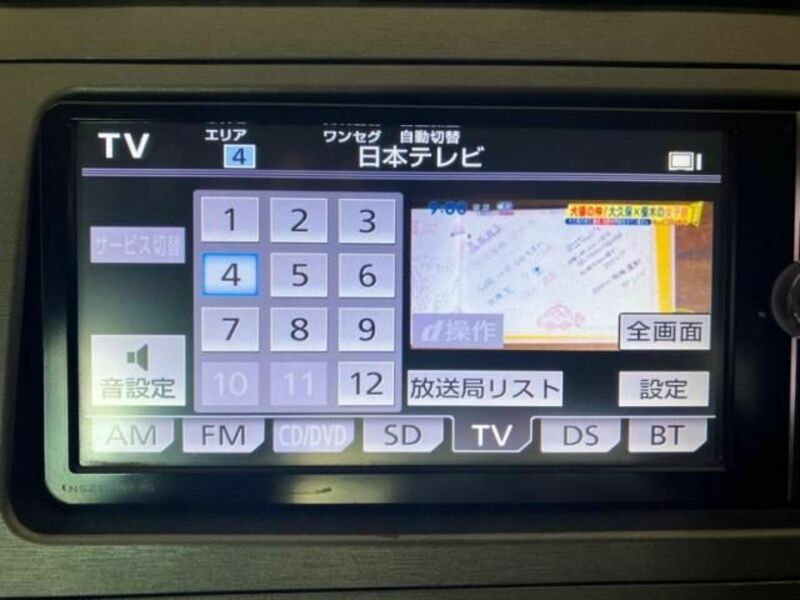 TV
エリア
4
ワンセグ 自動切替
日本テレビ
サービス切替
1 2 3
4 5 6
7 8 9
10 11 12
9:00
d操作
全画面
音設定
放送局リスト
設定
AM FM CD/DVD SD TV DS BT